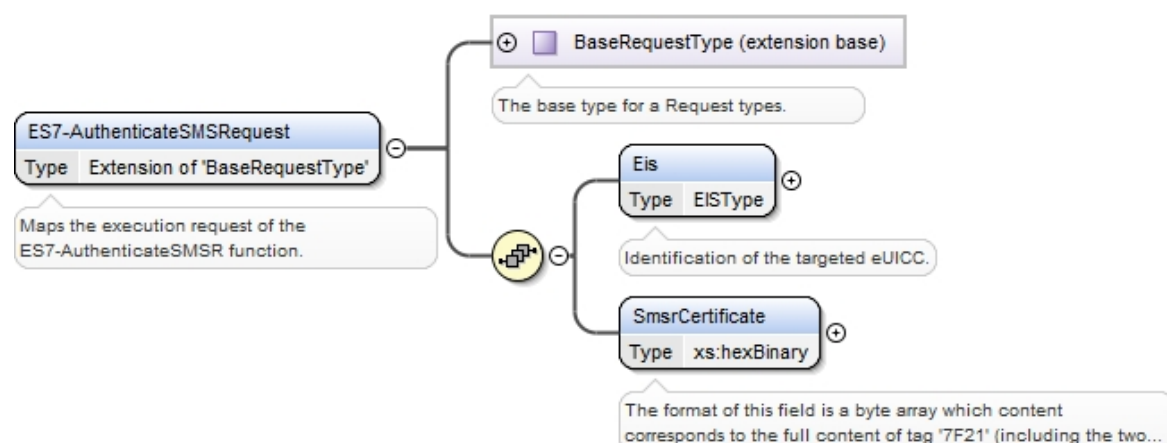 BaseRequestType (extension base)
The base type for a Request types.
ES7-AuthenticateSMSRequest
Type Extension of 'BaseRequestType'
Maps the execution request of the
ES7-AuthenticateSMSR function.
Eis
Type EISType
Identification of the targeted eUICC.
SmsrCertificate
Type xs:hexBinary
The format of this field is a byte array which content
corresponds to the full content of tag '7F21' (including the two...